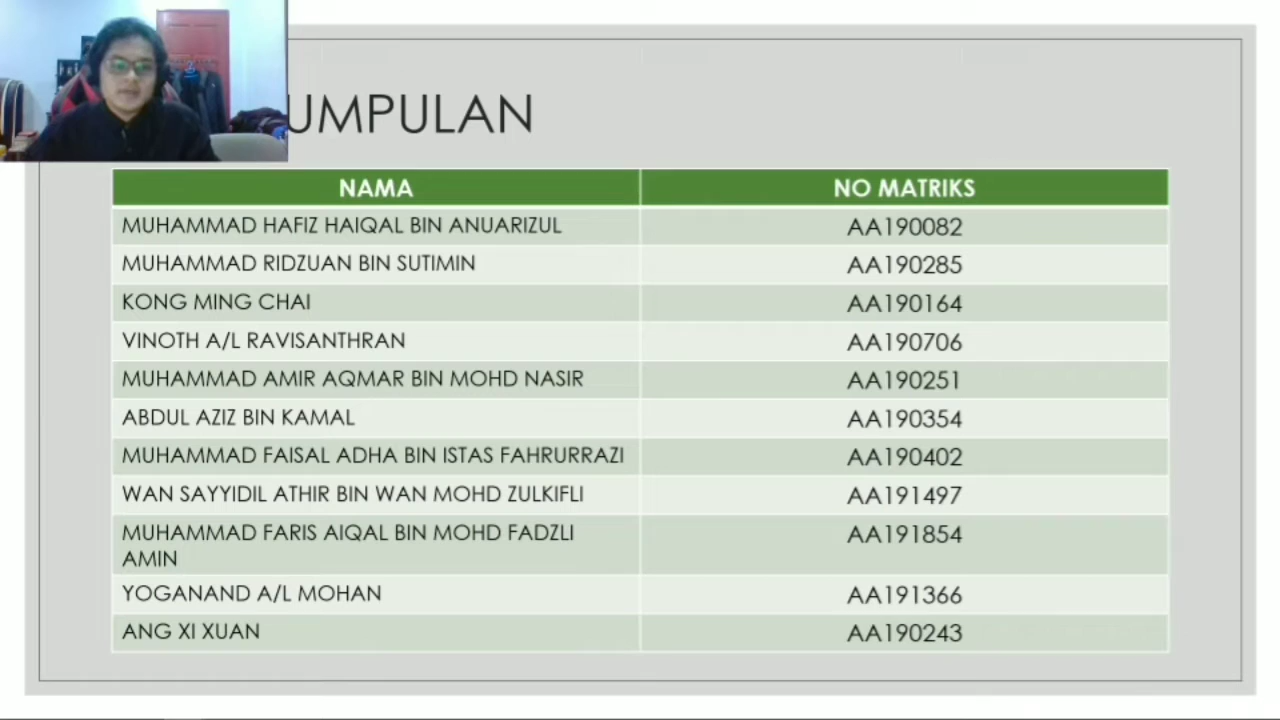 UMPULAN
NAMA NO MATRIKS
MUHAMMAD HAFIZ HAIQAL BIN ANUARIZUL AA190082
MUHAMMAD RIDZUAN BIN SUTIMIN AA190285
KONG MING CHAI AA190164
VINOTH A/L RAVISANTHRAN AA190706
MUHAMMAD AMIR AQMAR BIN MOHD NASIR AA190251
ABDUL AZIZ BIN KAMAL AA190354
MUHAMMAD FAISAL ADHA BIN ISTAS FAHRURRAZI AA190402
WAN SAYYIDIL ATHIR BIN WAN MOHD ZULKIFLI AA191497
MUHAMMAD FARIS AIQAL BIN MOHD FADZLI AA191854
AMIN
YOGANAND A/L MOHAN AA191366
ANG XI XUAN AA190243